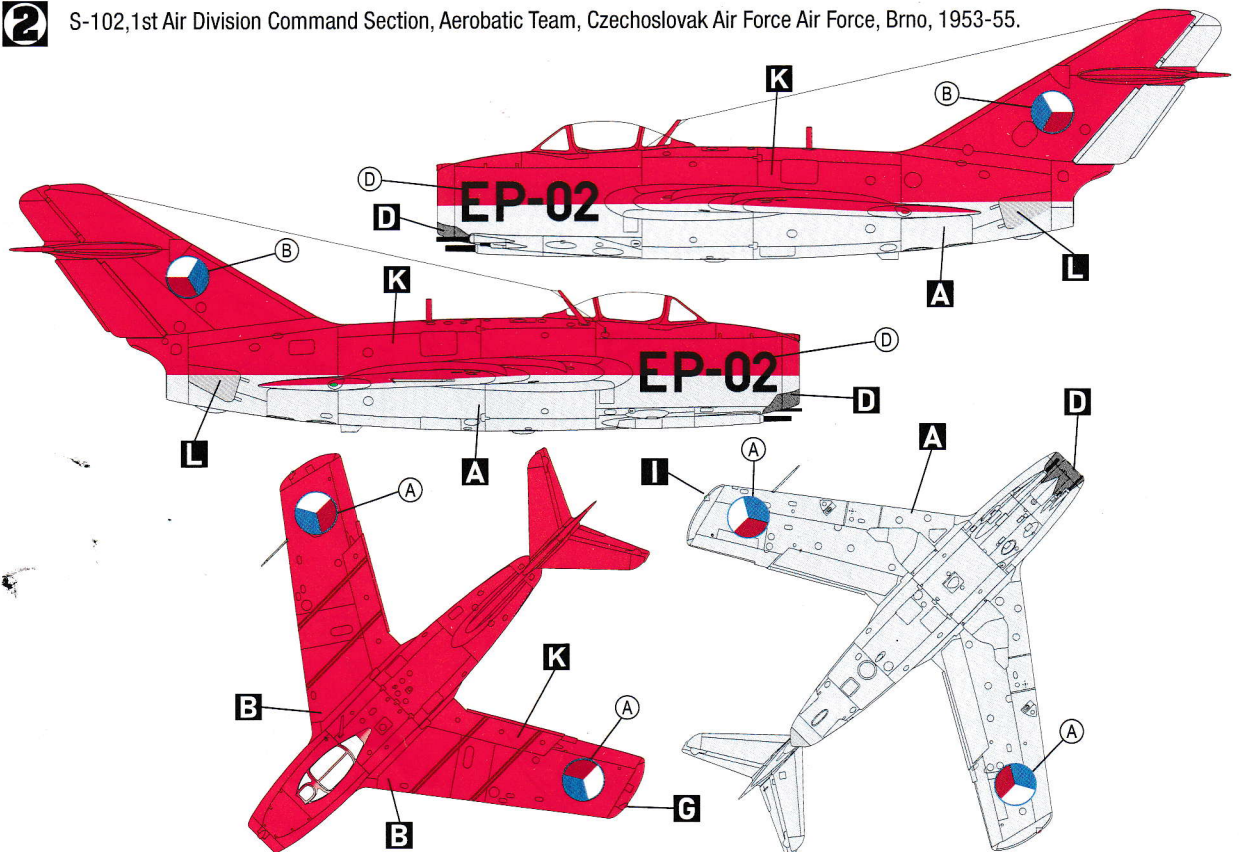 2 S-102,1st Air Division Command Section, Aerobatic Team, Czechoslovak Air Force Air Force, Brno, 1953-55.
K
B
D
EP-02
D
B
L
A
K
D
EP-02
D
L
A
A
D
I
A
A
K
B
A
A
G
B